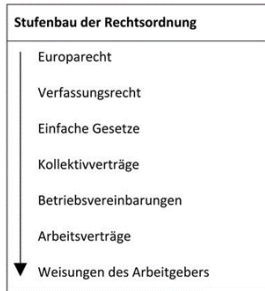 Stufenbau der Rechtsordnung
Europarecht
Verfassungsrecht
Einfache Gesetze
Kollektivverträge
Betriebsvereinbarungen
Arbeitsverträge
Weisungen des Arbeitgebers